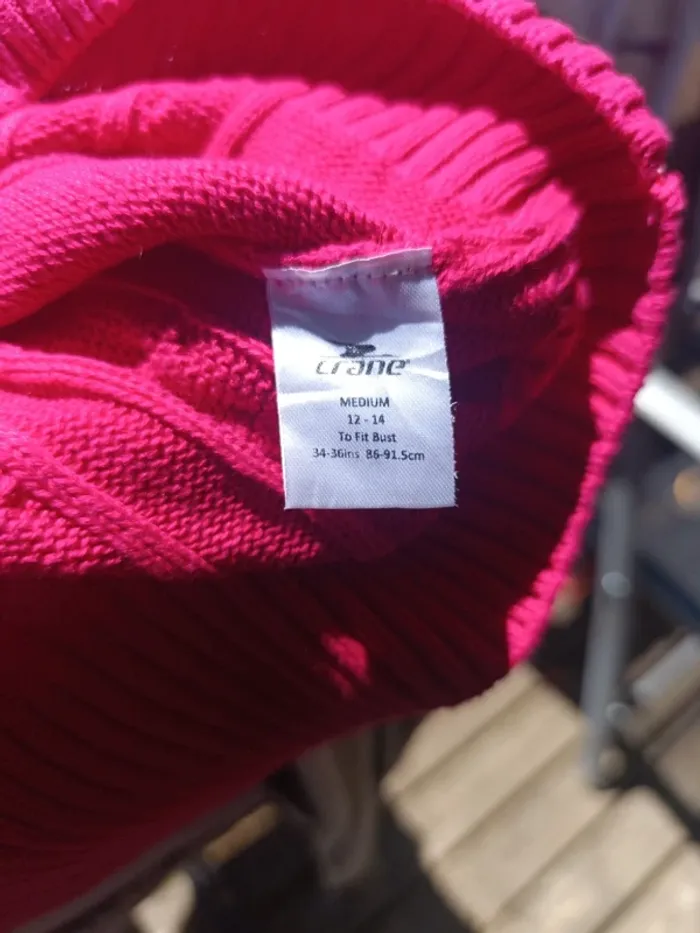 crane®
MEDIUM
12 - 14
To Fit Bust
34-36ins 86-91.5cm